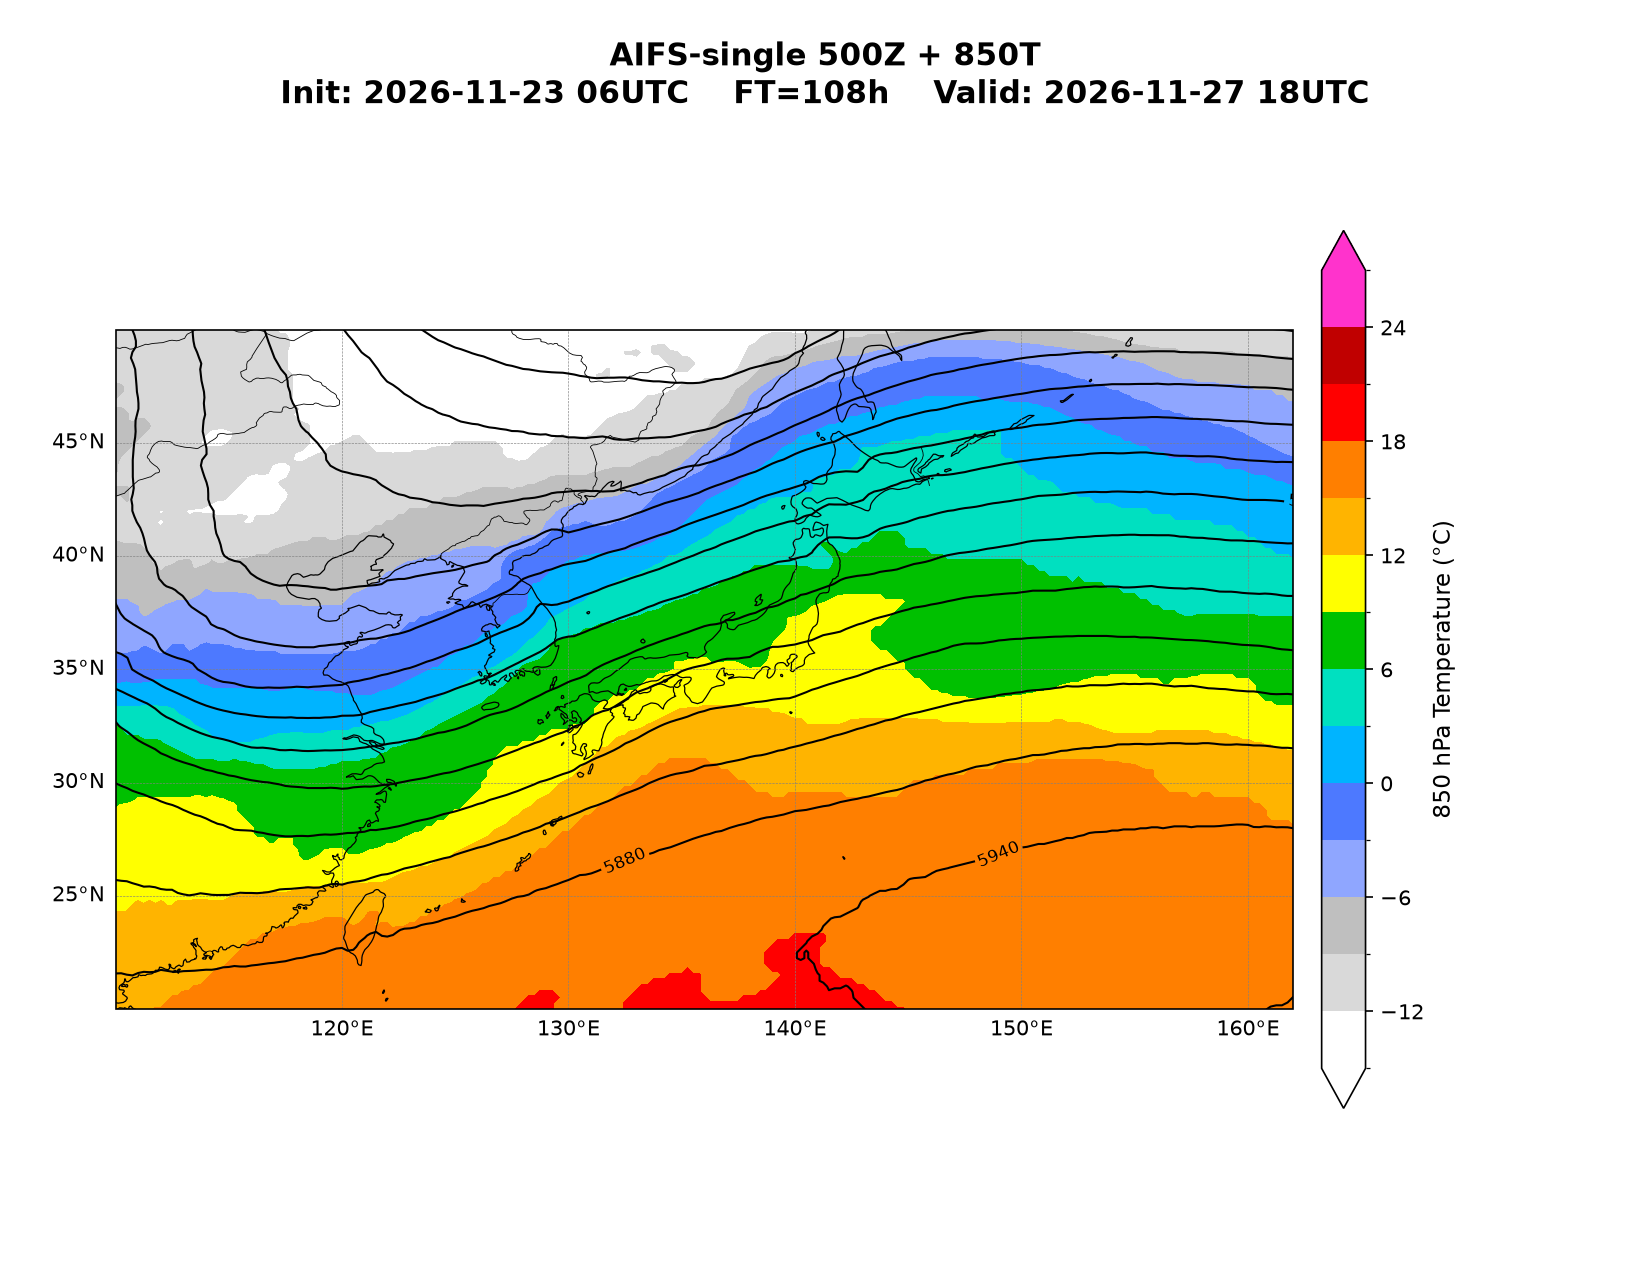 AIFS-single 500Z + 850T
Init: 2026-11-23 06UTC    FT=108h    Valid: 2026-11-27 18UTC
45°N
40°N
35°N
30°N
25°N
120°E
130°E
140°E
150°E
160°E
5880
5940
24
18
12
6
0
−6
−12
850 hPa Temperature (°C)